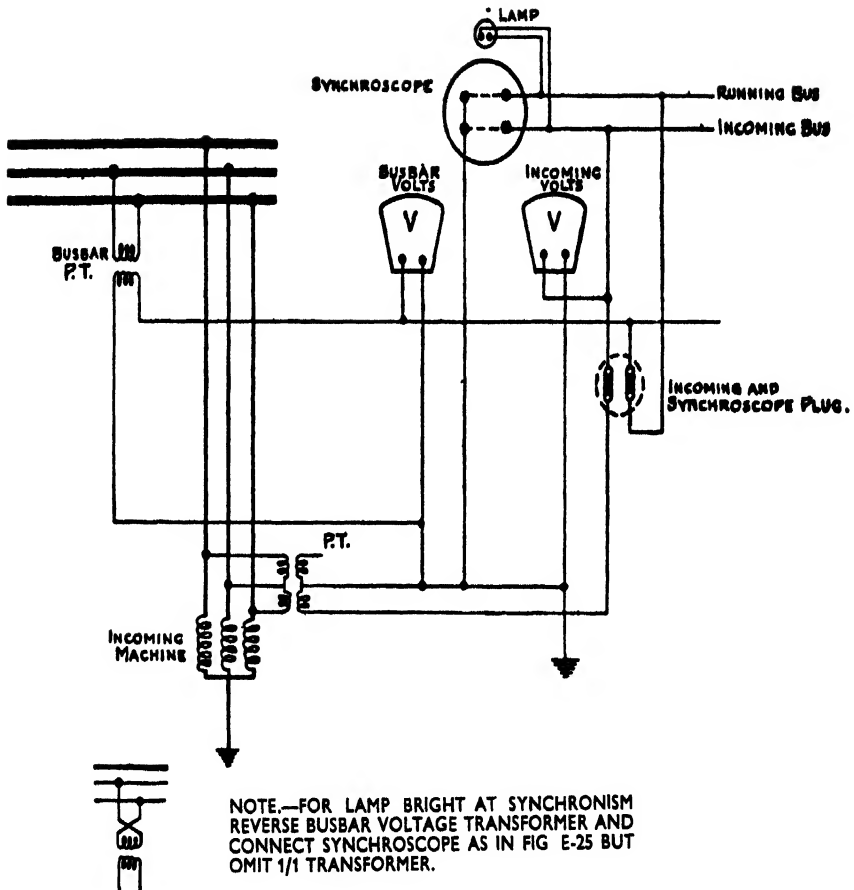 LAMP
SYNCHROSCOPE
RUNNING BUS
INCOMING BUS
BUSBAR
VOLTS
INCOMING
VOLTS
V
V
BUSBAR
P.T.
INCOMING AND
SYNCHROSCOPE PLUG.
P.T.
INCOMING
MACHINE
NOTE.—FOR LAMP BRIGHT AT SYNCHRONISM
REVERSE BUSBAR VOLTAGE TRANSFORMER AND
CONNECT SYNCHROSCOPE AS IN FIG E-25 BUT
OMIT 1/1 TRANSFORMER.